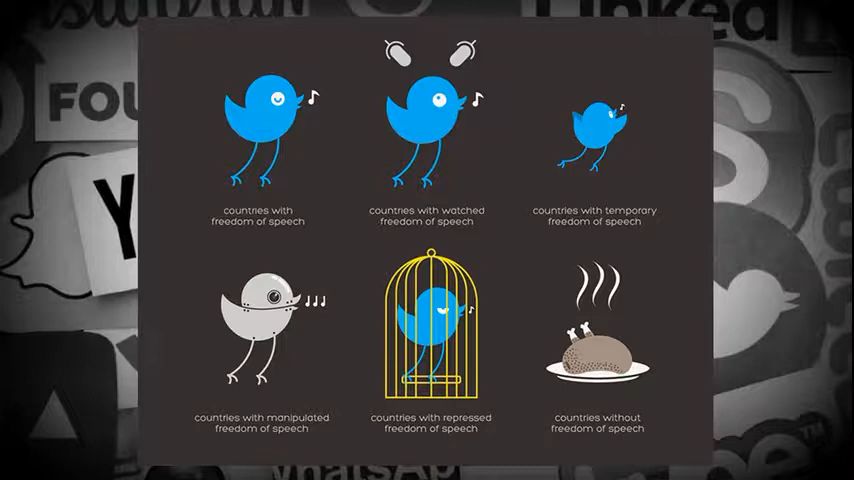 countries with
freedom of speech
countries with watched
freedom of speech
countries with temporary
freedom of speech
countries with manipulated
freedom of speech
countries with repressed
freedom of speech
countries without
freedom of speech
FOU
Y
S
WhatsAp
be™